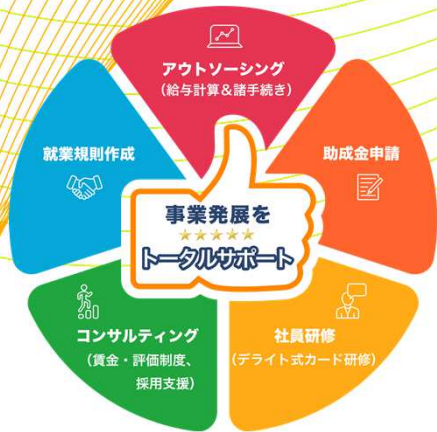 アウトソーシング
(給与計算&諸手続き)
就業規則作成
助成金申請
事業発展を
トータルサポート
コンサルティング
(賃金・評価制度、
採用支援)
社員研修
(デライト式カード研修)